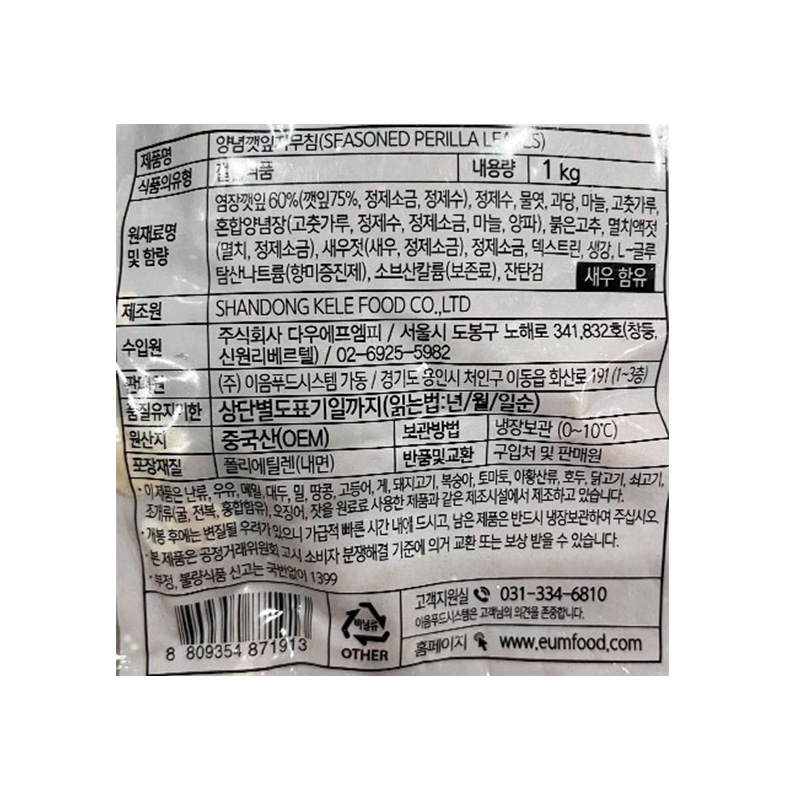 제품명 양념깻잎지무침(SEASONED PERILLA LEAVES)
식품의유형 절임식품 내용량 1 kg
원재료명 및 함량 염장깻잎 60%(깻잎75%, 정제소금, 정제수), 정제수, 물엿, 과당, 마늘, 고춧가루,
혼합양념장(고춧가루, 정제수, 정제소금, 마늘, 양파), 붉은고추, 멸치액젓
(멸치, 정제소금), 새우젓(새우, 정제소금), 정제소금, 덱스트린, 생강, L-글루
탐산나트륨(향미증진제), 소브산칼륨(보존료), 잔탄검 새우 함유
제조원 SHANDONG KELE FOOD CO.,LTD
수입원 주식회사 다우에프엠피 / 서울시 도봉구 노해로 341,832호(창동,
신원리베르텔) / 02-6925-5982
판매원 (주) 이음푸드시스템 가동 / 경기도 용인시 처인구 이동읍 화산로 191 (1~3층)
품질유지기한 상단별도표기일까지(읽는법:년/월/일순)
원산지 중국산(OEM) 보관방법 냉장보관 (0~10℃)
포장재질 폴리에틸렌(내면) 반품및교환 구입처 및 판매원
· 이 제품은 난류, 우유, 메밀, 대두, 밀, 땅콩, 고등어, 게, 돼지고기, 복숭아, 토마토, 아황산류, 호두, 닭고기, 쇠고기,
조개류(굴, 전복, 홍합함유), 오징어, 잣을 원료로 사용한 제품과 같은 제조시설에서 제조하고 있습니다.
· 개봉 후에는 변질될 우려가 있으니 가급적 빠른 시간 내에 드시고, 남은 제품은 반드시 냉장보관하여 주십시오.
· 본 제품은 공정거래위원회 고시 소비자 분쟁해결 기준에 의거 교환 또는 보상 받을 수 있습니다.
· 부정, 불량식품 신고는 국번없이 1399
8 809354 871913
비닐류
OTHER
고객지원실 031-334-6810
이음푸드시스템은 고객님의 의견을 존중합니다.
홈페이지 www.eumfood.com